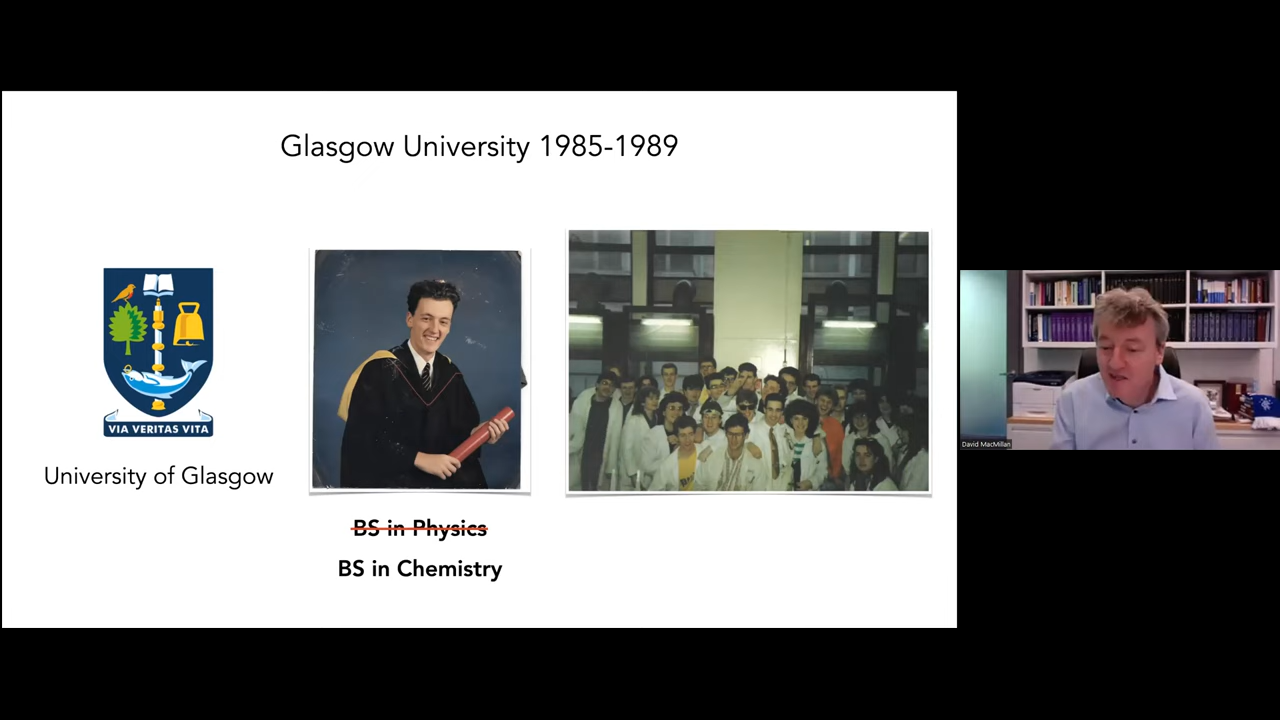 Glasgow University 1985-1989
VIA VERITAS VITA
University of Glasgow
BS in Physics
BS in Chemistry
David MacMillan